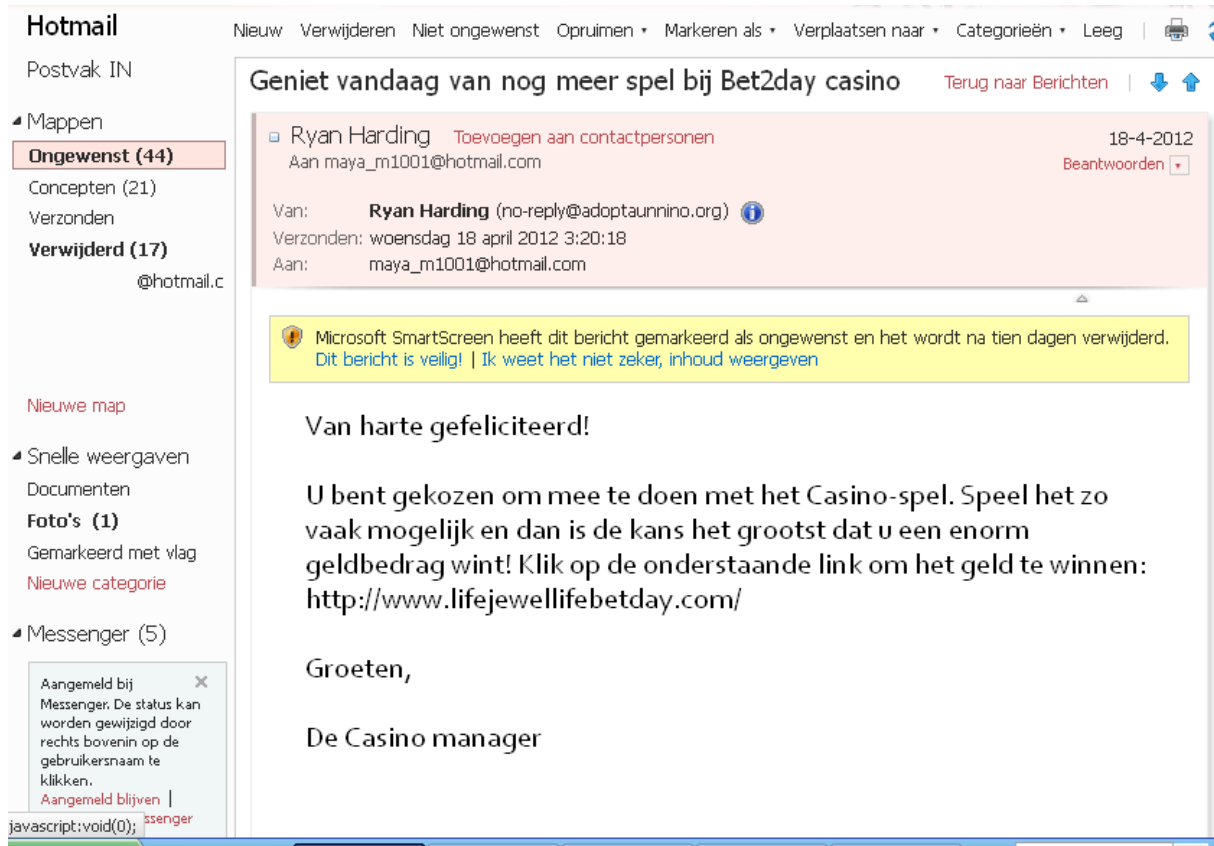 Hotmail
Nieuw Verwijderen Niet ongewenst Opruimen Markeren als Verplaatsen naar Categorieën Leeg
Postvak IN
Mappen
Ongewenst (44)
Concepten (21)
Verzonden
Verwijderd (17)
@hotmail.c
Nieuwe map
Snelle weergaven
Documenten
Foto's (1)
Gemarkeerd met vlag
Nieuwe categorie
Messenger (5)
Aangemeld bij
Messenger. De status kan
worden gewijzigd door
rechts bovenin op de
gebruikersnaam te
klikken.
Aangemeld blijven |
ssenger
javascript:void(0);
Geniet vandaag van nog meer spel bij Bet2day casino Terug naar Berichten |
Ryan Harding Toevoegen aan contactpersonen 18-4-2012
Aan maya_m1001@hotmail.com Beantwoorden
Van: Ryan Harding (no-reply@adoptaunnino.org)
Verzonden: woensdag 18 april 2012 3:20:18
Aan: maya_m1001@hotmail.com
Microsoft SmartScreen heeft dit bericht gemarkeerd als ongewenst en het wordt na tien dagen verwijderd.
Dit bericht is veilig! | Ik weet het niet zeker, inhoud weergeven
Van harte gefeliciteerd!
U bent gekozen om mee te doen met het Casino-spel. Speel het zo
vaak mogelijk en dan is de kans het grootst dat u een enorm
geldbedrag wint! Klik op de onderstaande link om het geld te winnen:
http://www.lifejewellifebetday.com/
Groeten,
De Casino manager